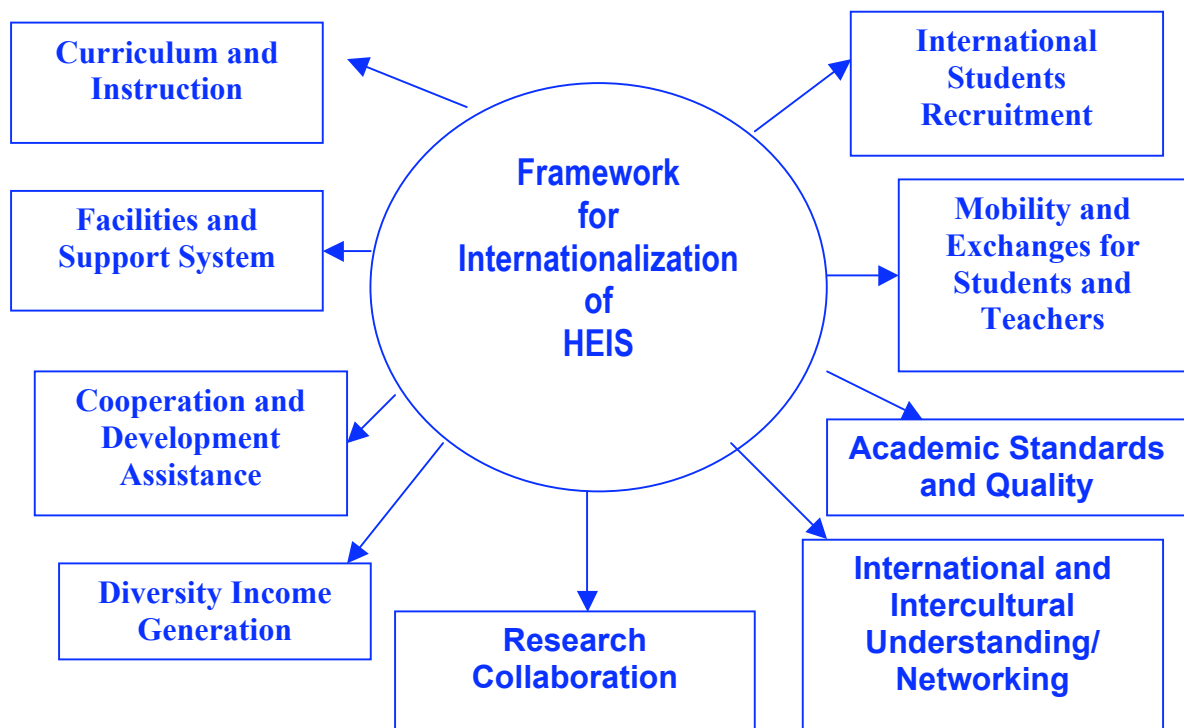 Curriculum and
Instruction
International
Students
Recruitment
Framework
for
Internationalization
of
HEIS
Facilities and
Support System
Mobility and
Exchanges for
Students and
Teachers
Cooperation and
Development
Assistance
Academic Standards
and Quality
Diversity Income
Generation
Research
Collaboration
International and
Intercultural
Understanding/
Networking